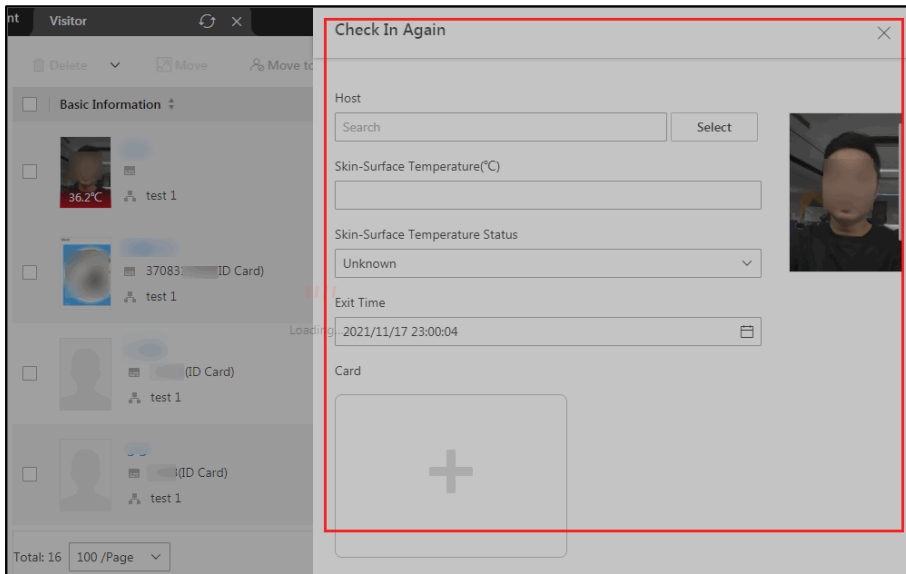 nt
Visitor
Delete
Move
Move to
Basic Information
36.2℃
test 1
37083 ID Card)
test 1
(ID Card)
test 1
(ID Card)
test 1
Total: 16
100 /Page
Loading...
Check In Again
Host
Search
Select
Skin-Surface Temperature(℃)
Skin-Surface Temperature Status
Unknown
Exit Time
2021/11/17 23:00:04
Card